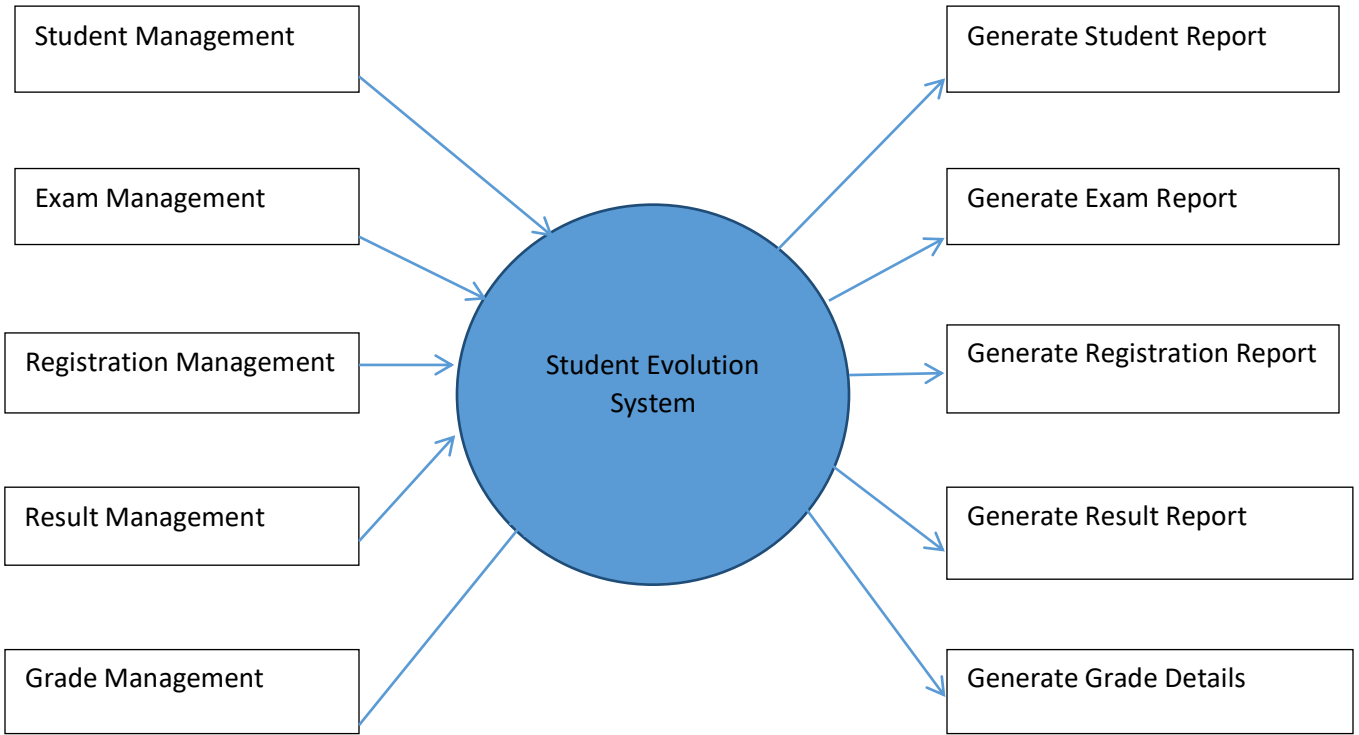 Student Management
Exam Management
Registration Management
Result Management
Grade Management
Student Evolution
System
Generate Student Report
Generate Exam Report
Generate Registration Report
Generate Result Report
Generate Grade Details